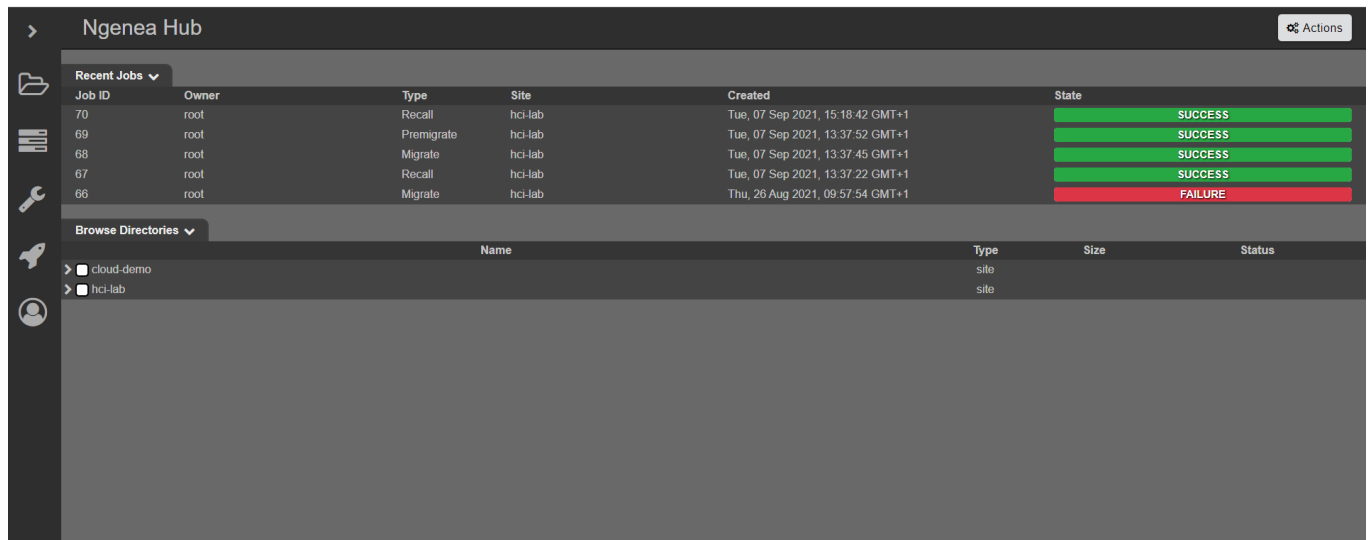 Ngenea Hub Actions
Recent Jobs
Job ID Owner Type Site Created State
70 root Recall hci-lab Tue, 07 Sep 2021, 15:18:42 GMT+1 SUCCESS
69 root Premigrate hci-lab Tue, 07 Sep 2021, 13:37:52 GMT+1 SUCCESS
68 root Migrate hci-lab Tue, 07 Sep 2021, 13:37:45 GMT+1 SUCCESS
67 root Recall hci-lab Tue, 07 Sep 2021, 13:37:22 GMT+1 SUCCESS
66 root Migrate hci-lab Thu, 26 Aug 2021, 09:57:54 GMT+1 FAILURE
Browse Directories
Name Type Size Status
cloud-demo site
hci-lab site